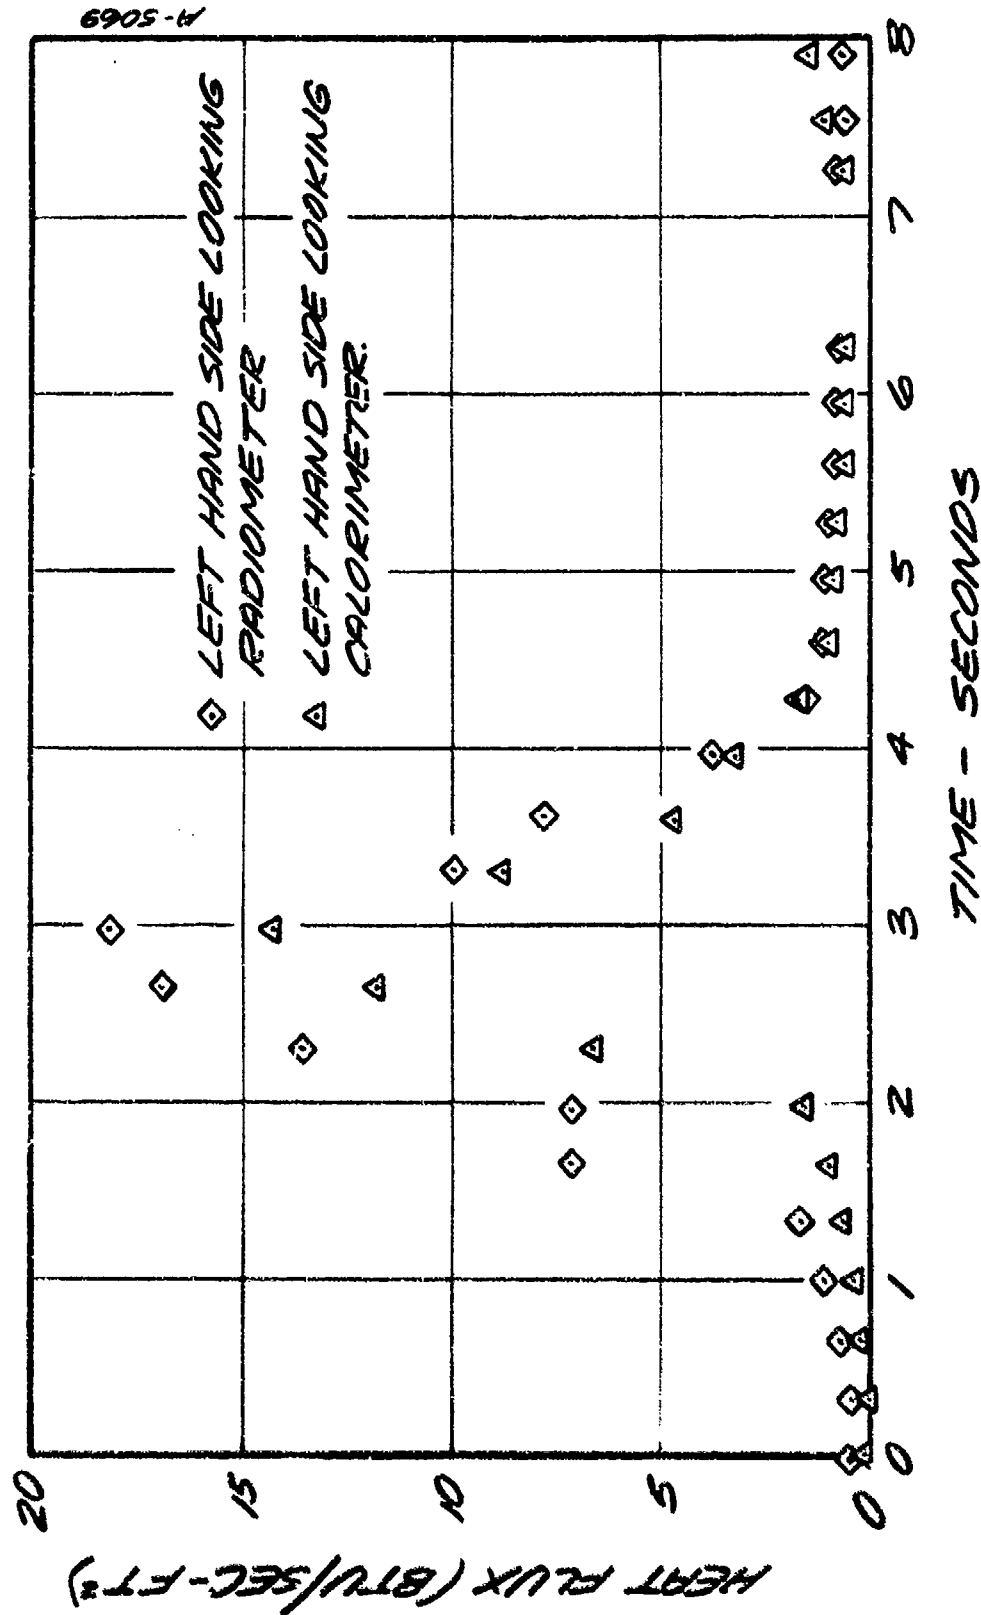 A-5069
◇ LEFT HAND SIDE LOOKING
RADIOMETER
△ LEFT HAND SIDE LOOKING
CALORIMETER.
HEAT FLUX (BTU/SEC-FT²)
20
15
10
5
0
0 1 2 3 4 5 6 7 8
TIME - SECONDS